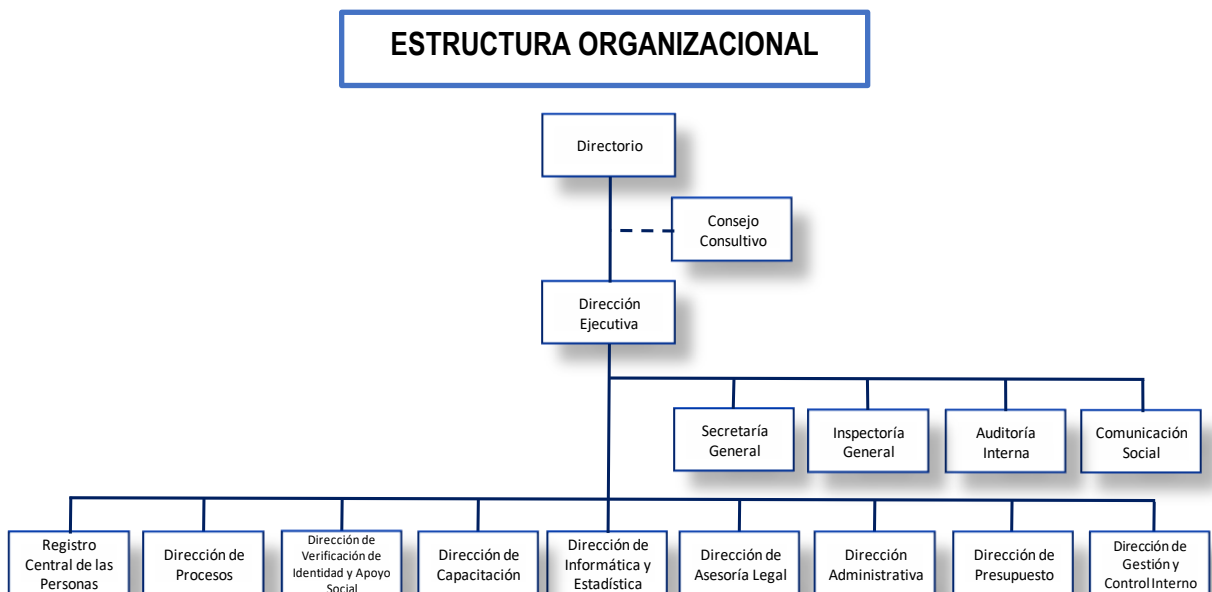 ESTRUCTURA ORGANIZACIONAL
Directorio
Consejo
Consultivo
Dirección
Ejecutiva
Secretaría
General
Inspectoría
General
Auditoría
Interna
Comunicación
Social
Registro
Central de las
Personas
Dirección de
Procesos
Dirección de
Verificación de
Identidad y Apoyo
Social
Dirección de
Capacitación
Dirección de
Informática y
Estadística
Dirección de
Asesoría Legal
Dirección
Administrativa
Dirección de
Presupuesto
Dirección de
Gestión y
Control Interno